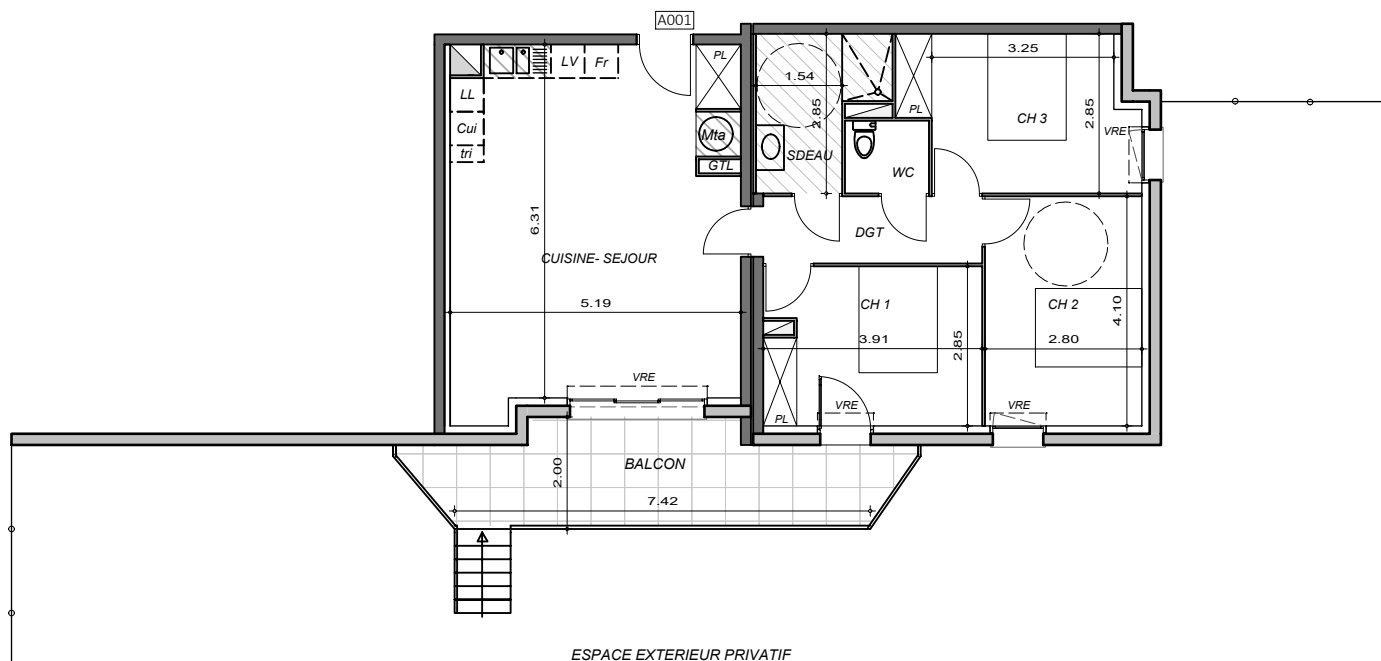 A001
PL
3.25
LV
Fr
1.54
2.85
LL
Cui
tri
Mta
GTL
PL
CH 3
2.85
VRE
SDEAU
WC
6.31
DGT
CUISINE- SEJOUR
5.19
CH 1
CH 2
4.10
3.91
2.85
2.80
VRE
VRE
VRE
PL
BALCON
2.00
7.42
ESPACE EXTERIEUR PRIVATIF